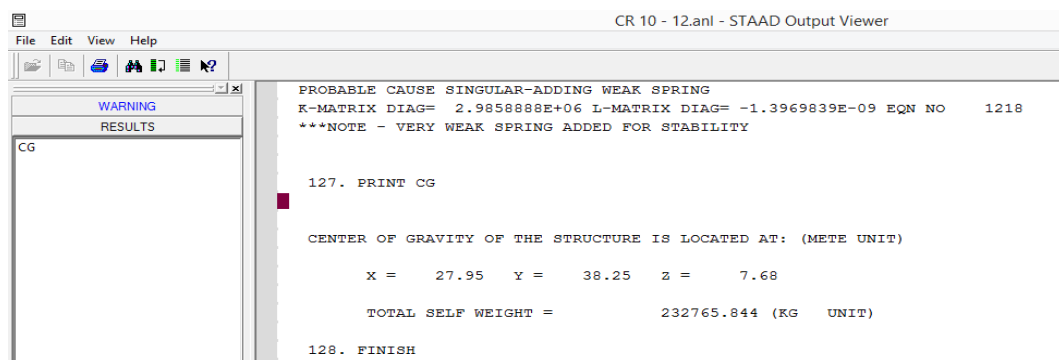 CR 10 - 12.anl - STAAD Output Viewer
File Edit View Help
WARNING
RESULTS
CG
PROBABLE CAUSE SINGULAR-ADDING WEAK SPRING
K-MATRIX DIAG= 2.9858888E+06 L-MATRIX DIAG= -1.3969839E-09 EQN NO 1218
***NOTE - VERY WEAK SPRING ADDED FOR STABILITY
127. PRINT CG
CENTER OF GRAVITY OF THE STRUCTURE IS LOCATED AT: (METE UNIT)
X = 27.95 Y = 38.25 Z = 7.68
TOTAL SELF WEIGHT = 232765.844 (KG UNIT)
128. FINISH